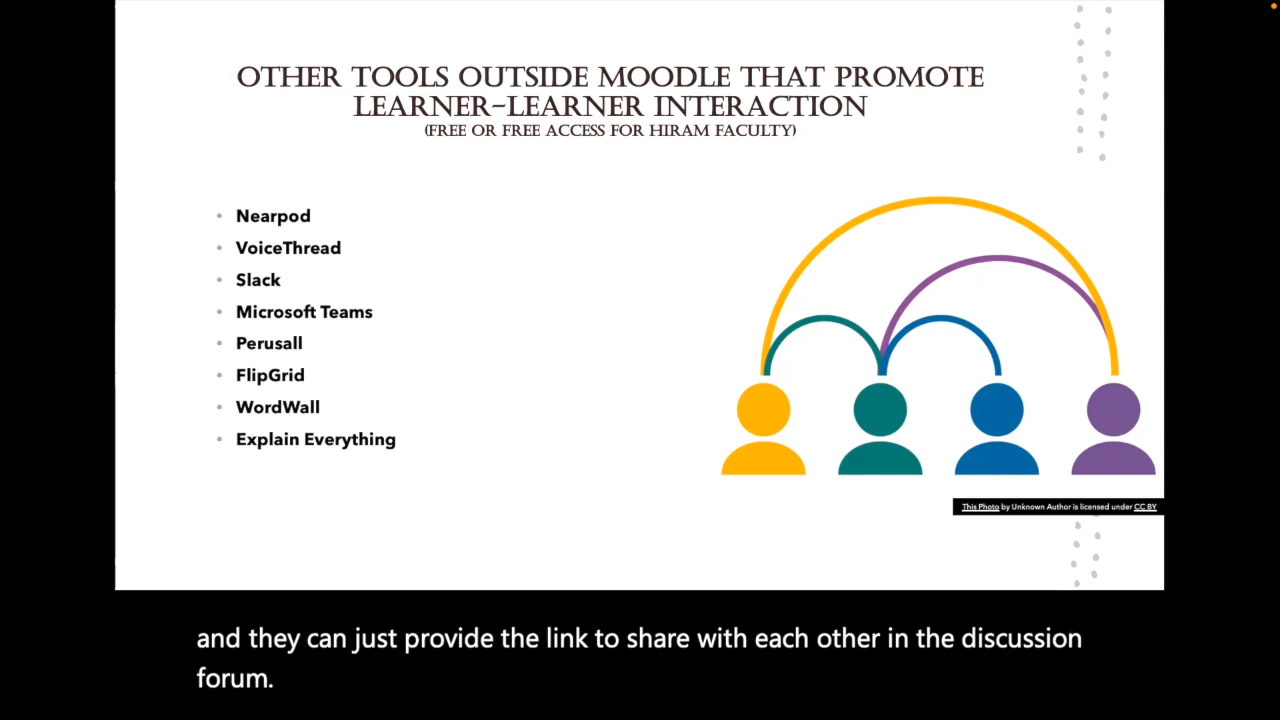 OTHER TOOLS OUTSIDE MOODLE THAT PROMOTE
LEARNER-LEARNER INTERACTION
(FREE OR FREE ACCESS FOR HIRAM FACULTY)
• Nearpod
• VoiceThread
• Slack
• Microsoft Teams
• Perusall
• FlipGrid
• WordWall
• Explain Everything
This Photo by Unknown Author is licensed under CC BY
and they can just provide the link to share with each other in the discussion
forum.